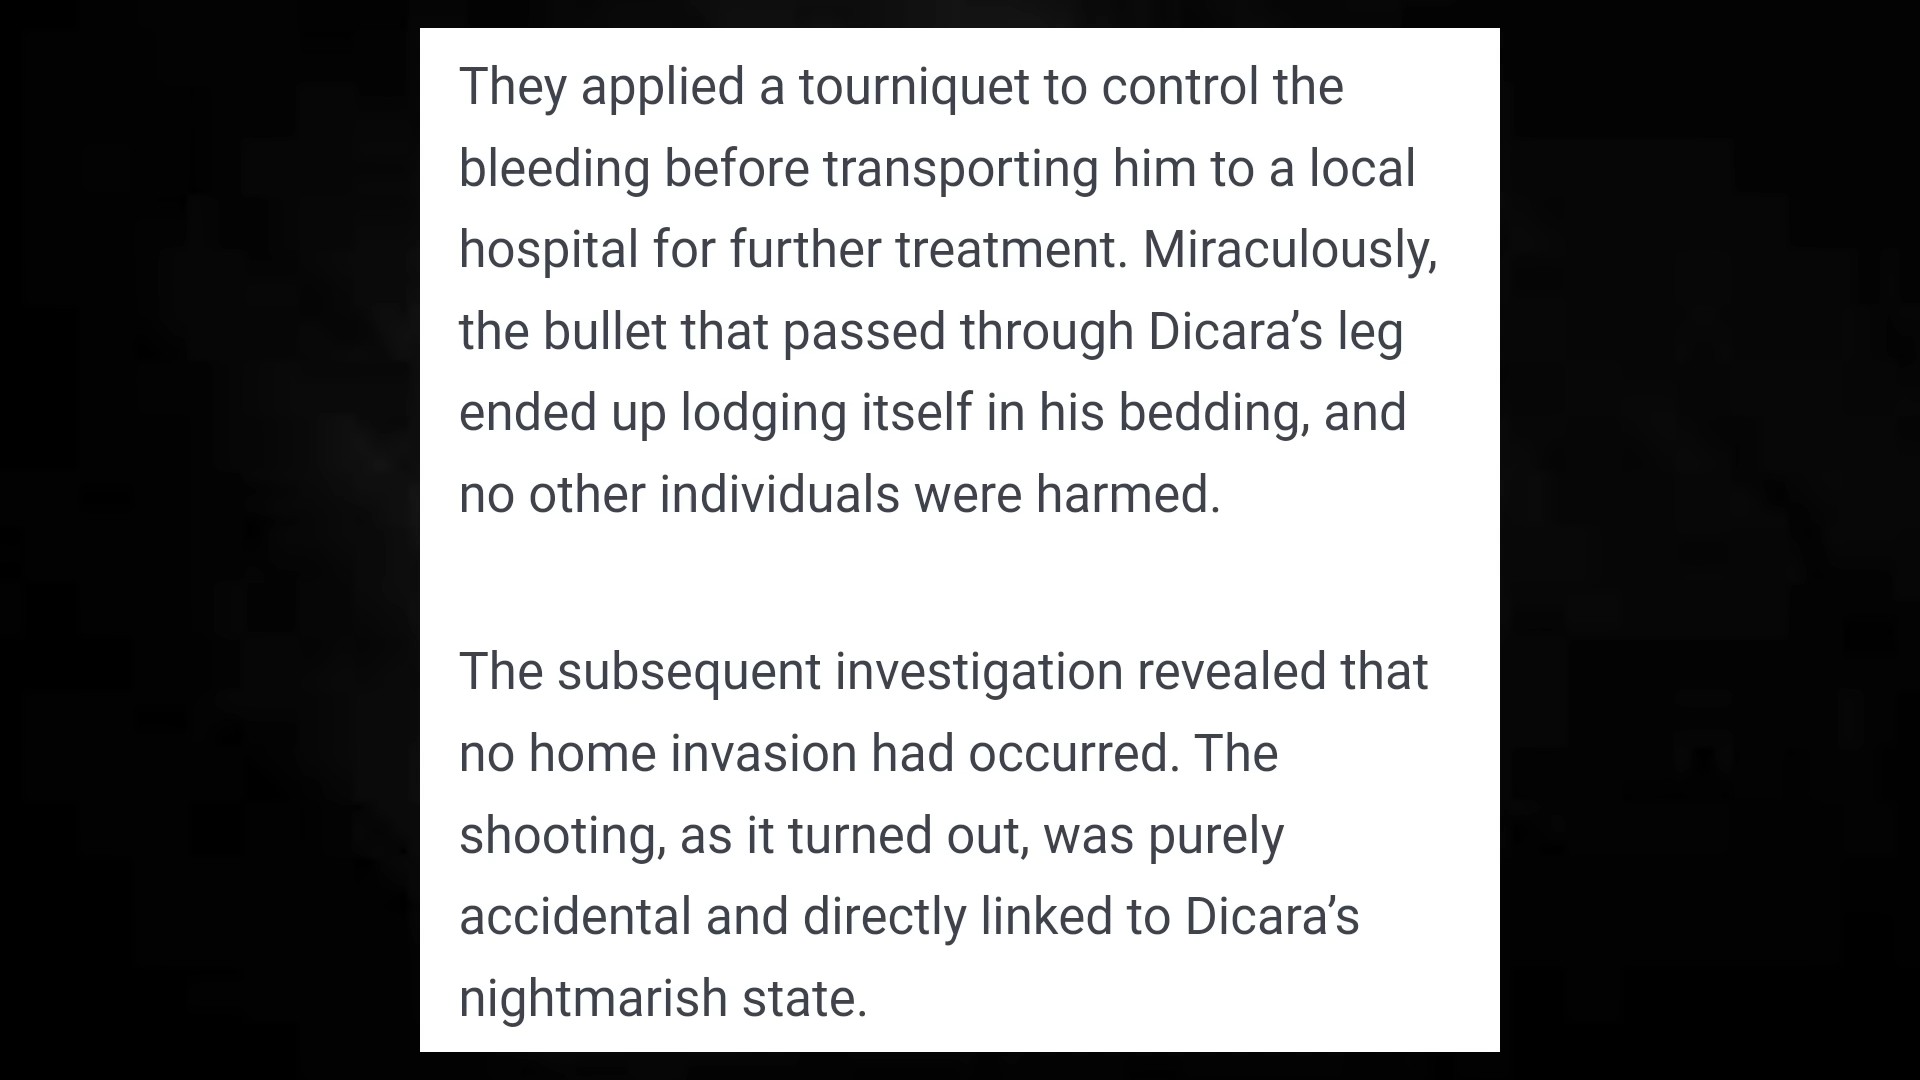 They applied a tourniquet to control the
bleeding before transporting him to a local
hospital for further treatment. Miraculously,
the bullet that passed through Dicara’s leg
ended up lodging itself in his bedding, and
no other individuals were harmed.
The subsequent investigation revealed that
no home invasion had occurred. The
shooting, as it turned out, was purely
accidental and directly linked to Dicara’s
nightmarish state.